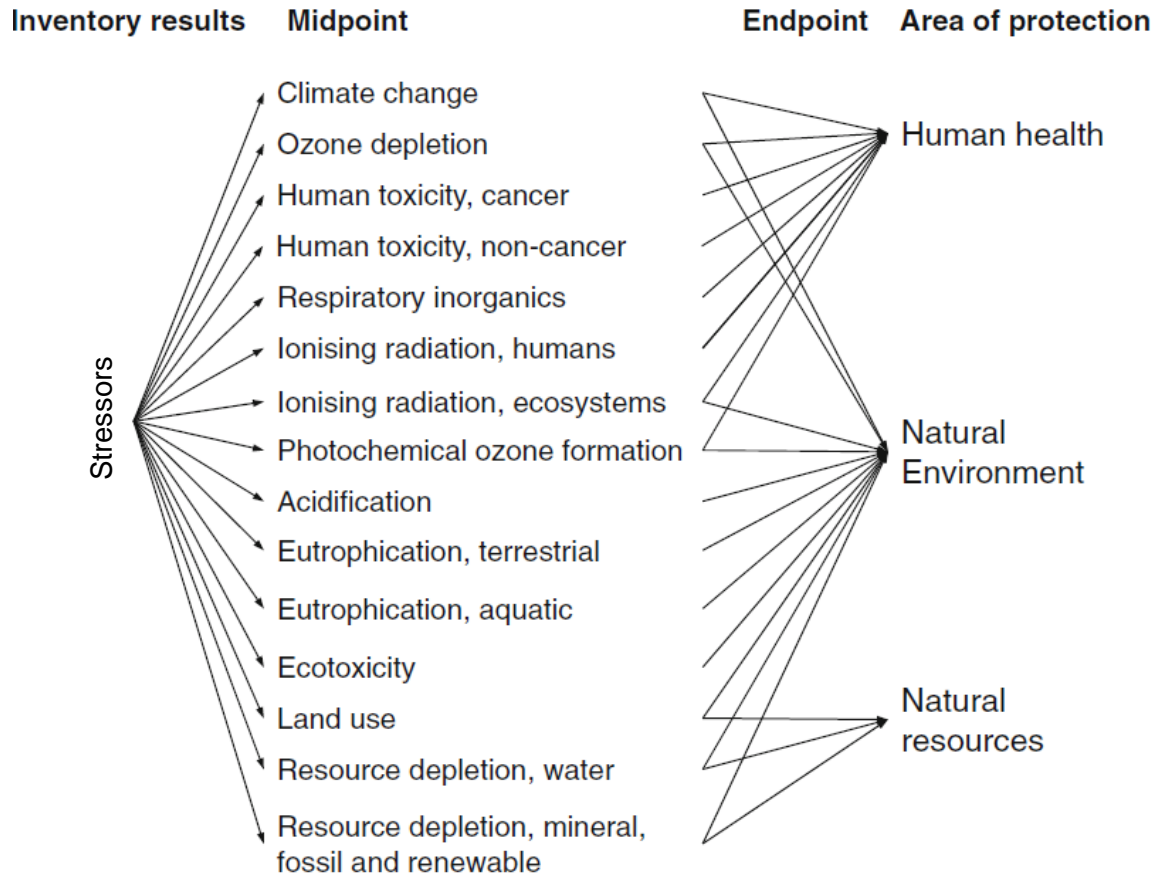 Inventory results Midpoint Endpoint Area of protection
Climate change
Ozone depletion
Human toxicity, cancer
Human toxicity, non-cancer
Respiratory inorganics
Ionising radiation, humans
Ionising radiation, ecosystems
Photochemical ozone formation
Acidification
Eutrophication, terrestrial
Eutrophication, aquatic
Ecotoxicity
Land use
Resource depletion, water
Resource depletion, mineral,
fossil and renewable
Stressors
Human health
Natural
Environment
Natural
resources